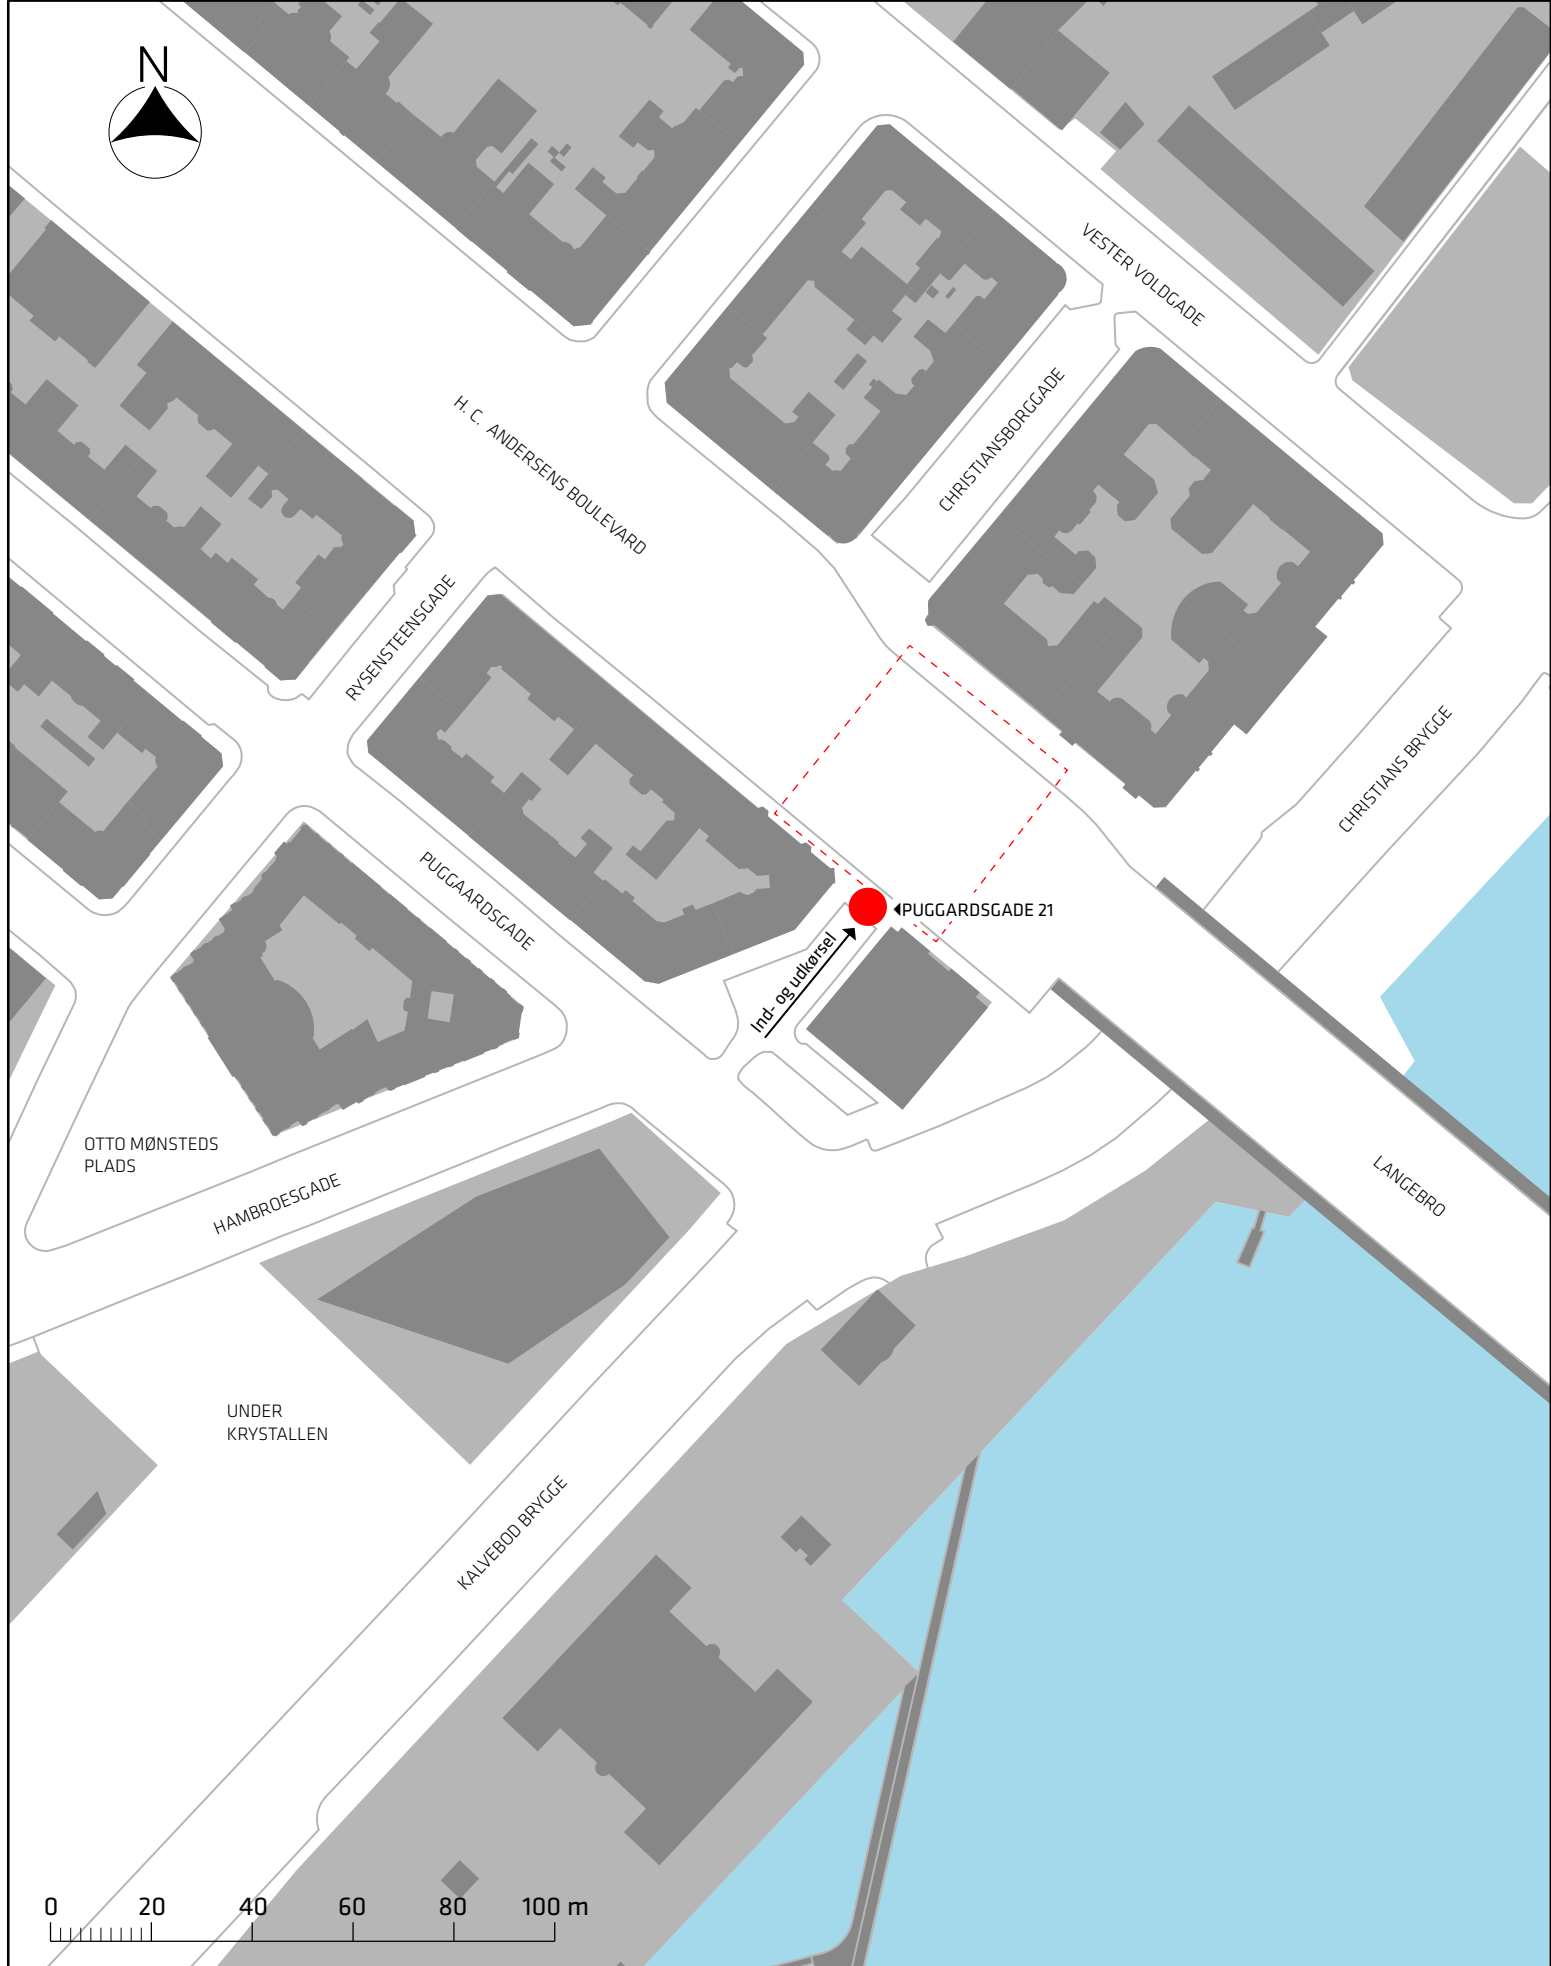 N
VESTER VOLDGADE
CHRISTIANSBORGGADE
H. C. ANDERSENS BOULEVARD
RYSENSTEENSGADE
CHRISTIANS BRYGGE
PUGGAARDSGADE
PUGGARDSGADE 21
Ind- og udkørsel
OTTO MØNSTEDS
PLADS
HAMBROESGADE
LANGEBRO
UNDER
KRYSTALLEN
KALVEBOD BRYGGE
0 20 40 60 80 100 m